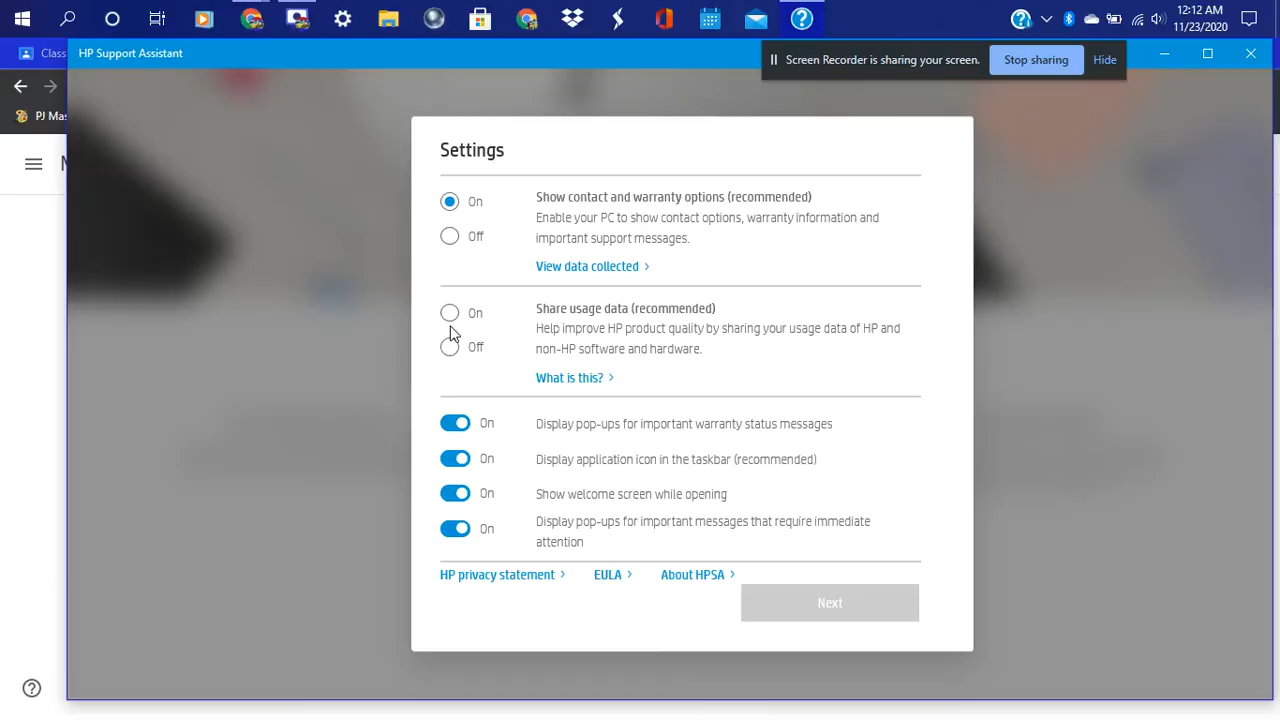 12:12 AM
11/23/2020
Class
HP Support Assistant
Screen Recorder is sharing your screen.
Stop sharing
Hide
PJ Mas
Settings
On
Show contact and warranty options (recommended)
Enable your PC to show contact options, warranty information and
Off
important support messages.
View data collected >
On
Share usage data (recommended)
Help improve HP product quality by sharing your usage data of HP and
Off
non-HP software and hardware.
What is this? >
On
Display pop-ups for important warranty status messages
On
Display application icon in the taskbar (recommended)
On
Show welcome screen while opening
On
Display pop-ups for important messages that require immediate
attention
HP privacy statement >
EULA >
About HPSA >
Next